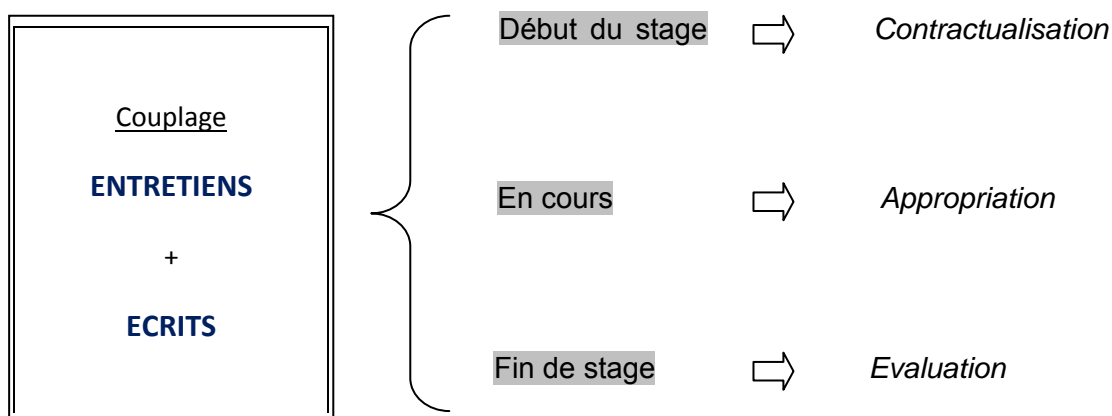 Couplage
ENTRETIENS
+
ECRITS
Début du stage
Contractualisation
En cours
Appropriation
Fin de stage
Evaluation